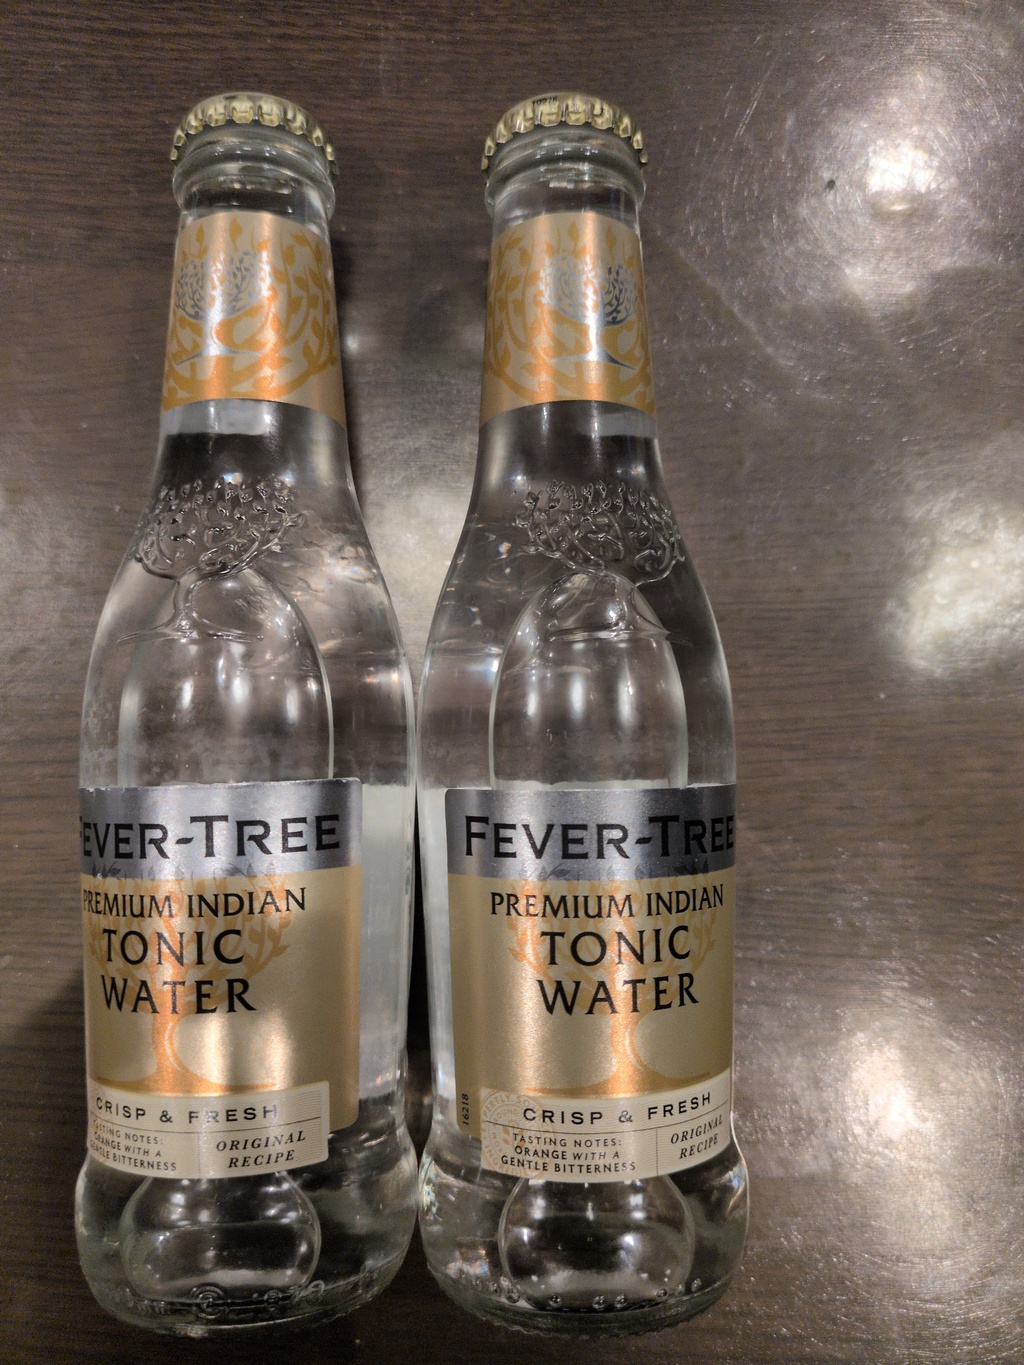 FEVER-TREE
PREMIUM INDIAN
TONIC
WATER
CRISP & FRESH
TASTING NOTES:
ORANGE WITH A
GENTLE BITTERNESS
ORIGINAL
RECIPE
FEVER-TREE
PREMIUM INDIAN
TONIC
WATER
16218
CRISP & FRESH
TASTING NOTES:
ORANGE WITH A
GENTLE BITTERNESS
ORIGINAL
RECIPE